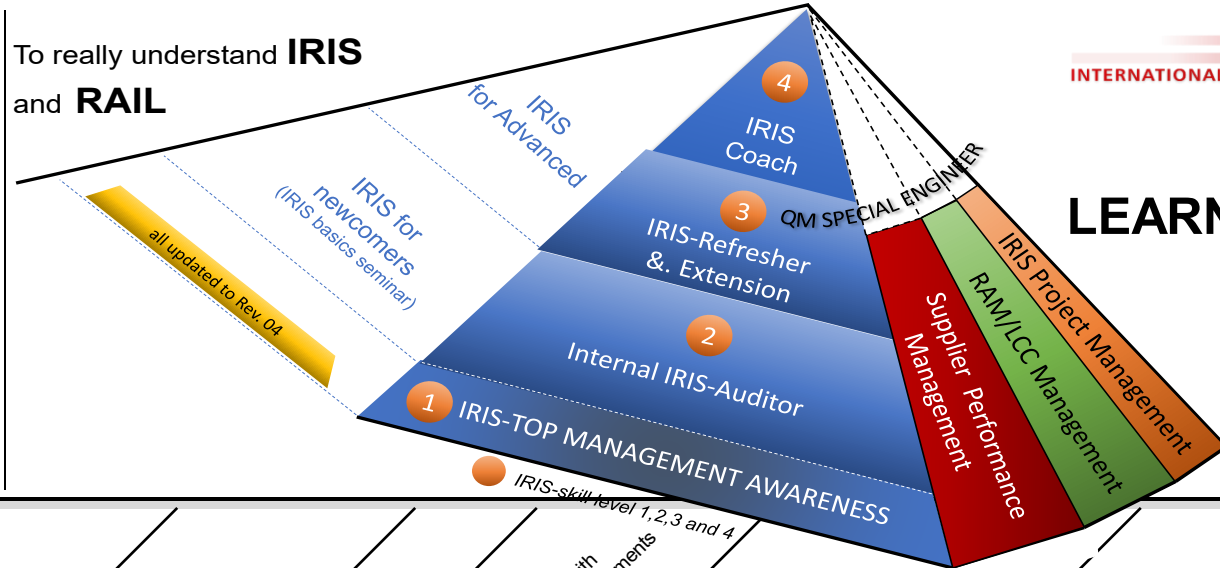 To really understand IRIS
and RAIL
INTERNATIONAL
LEARN
IRIS
for Advanced
IRIS for
newcomers
(IRIS basics seminar)
all updated to Rev. 04
4
IRIS
Coach
3
IRIS-Refresher
&. Extension
2
Internal IRIS-Auditor
1
IRIS-TOP MANAGEMENT AWARENESS
IRIS-skill-level 1,2,3 and 4
QM SPECIAL ENGINEER
Supplier Performance
Management
RAM/LCC Management
IRIS Project Management